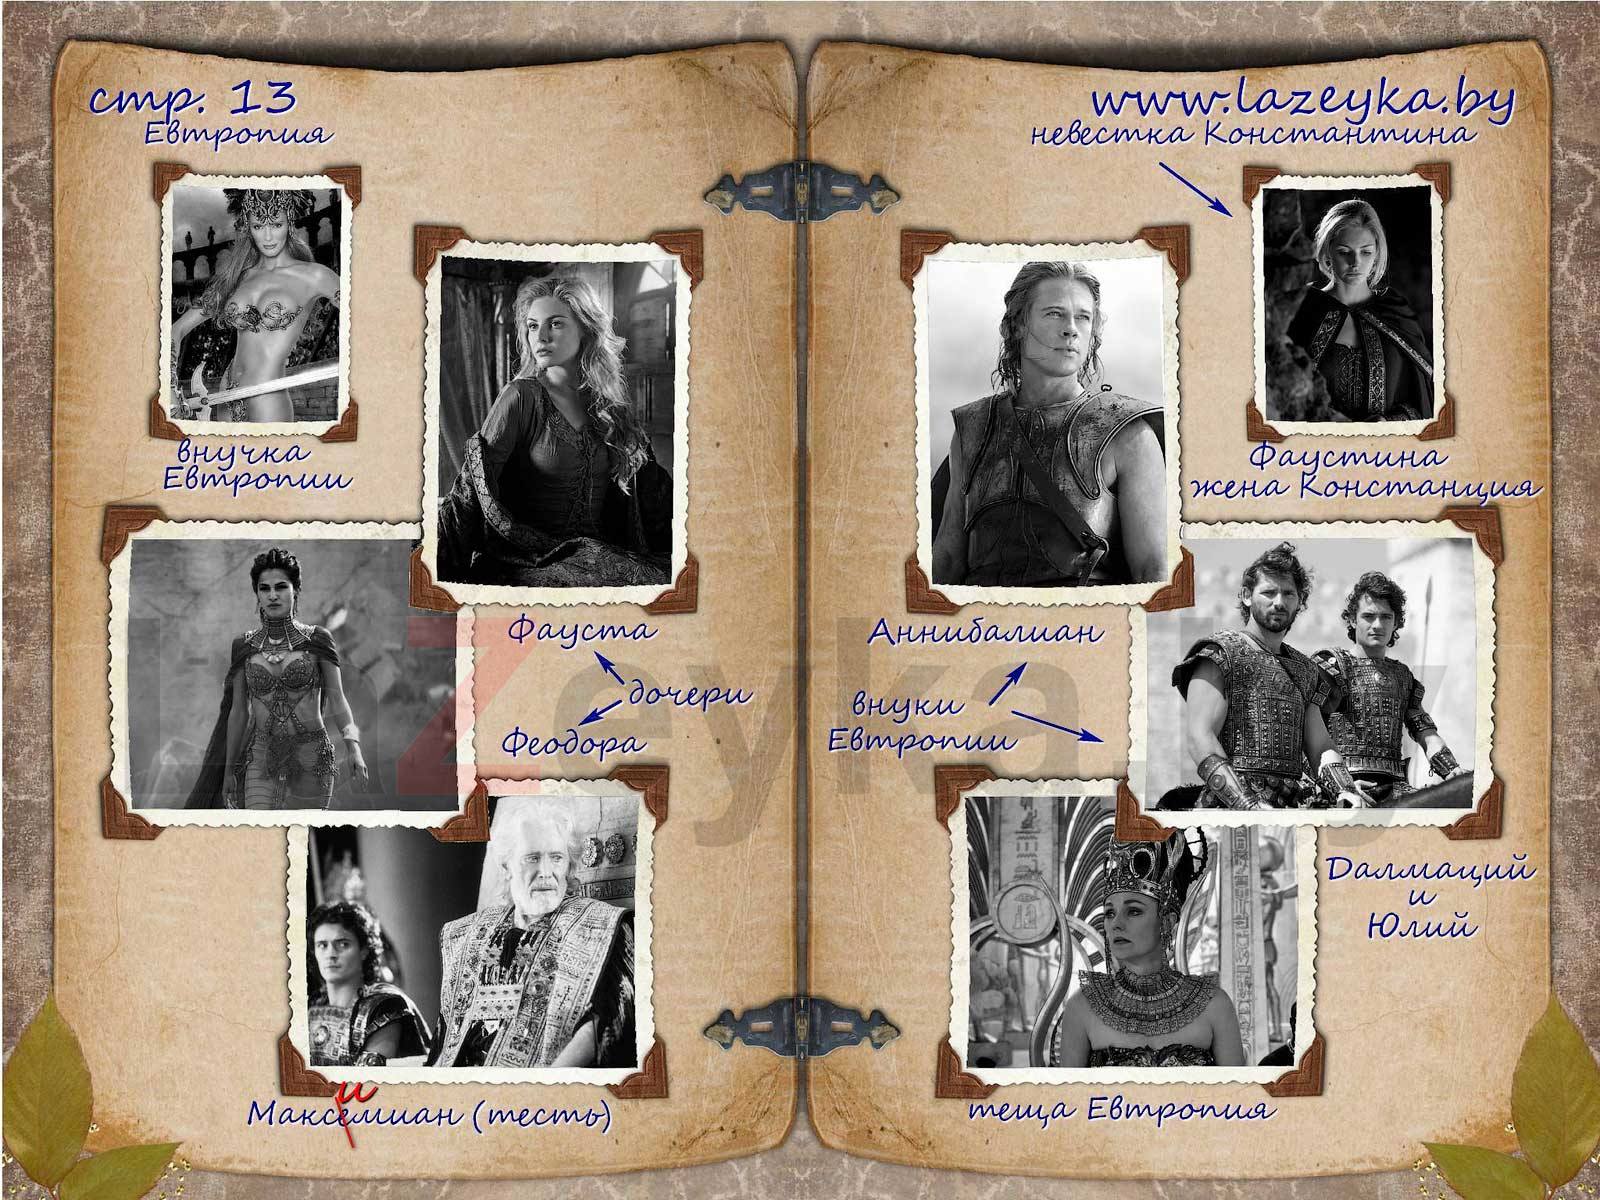 стр. 13
Евтропия
внучка
Евтропии
Фауста
дочери
Феодора
Максемиан (тесть)
и
www.lazeyka.by
невестка Константина
Фаустина
жена Констанция
Аннибалиан
внуки
Евтропии
Далмаций
и
Юлий
теща Евтропия
LaZeyka.by